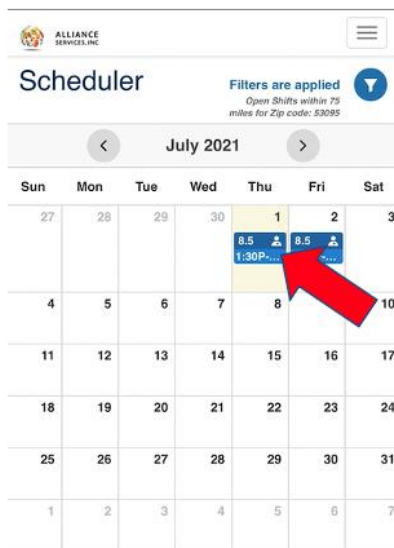 ALLIANCE
SERVICES, INC
Scheduler
Filters are applied
Open Shifts within 75
miles for Zip code: 53095
July 2021
Sun Mon Tue Wed Thu Fri Sat
27 28 29 30 1 2 3
8.5 8.5
1:30P-...
4 5 6 7 8 10
11 12 13 14 15 16 17
18 19 20 21 22 23 24
25 26 27 28 29 30 31
1 2 3 4 5 6 7